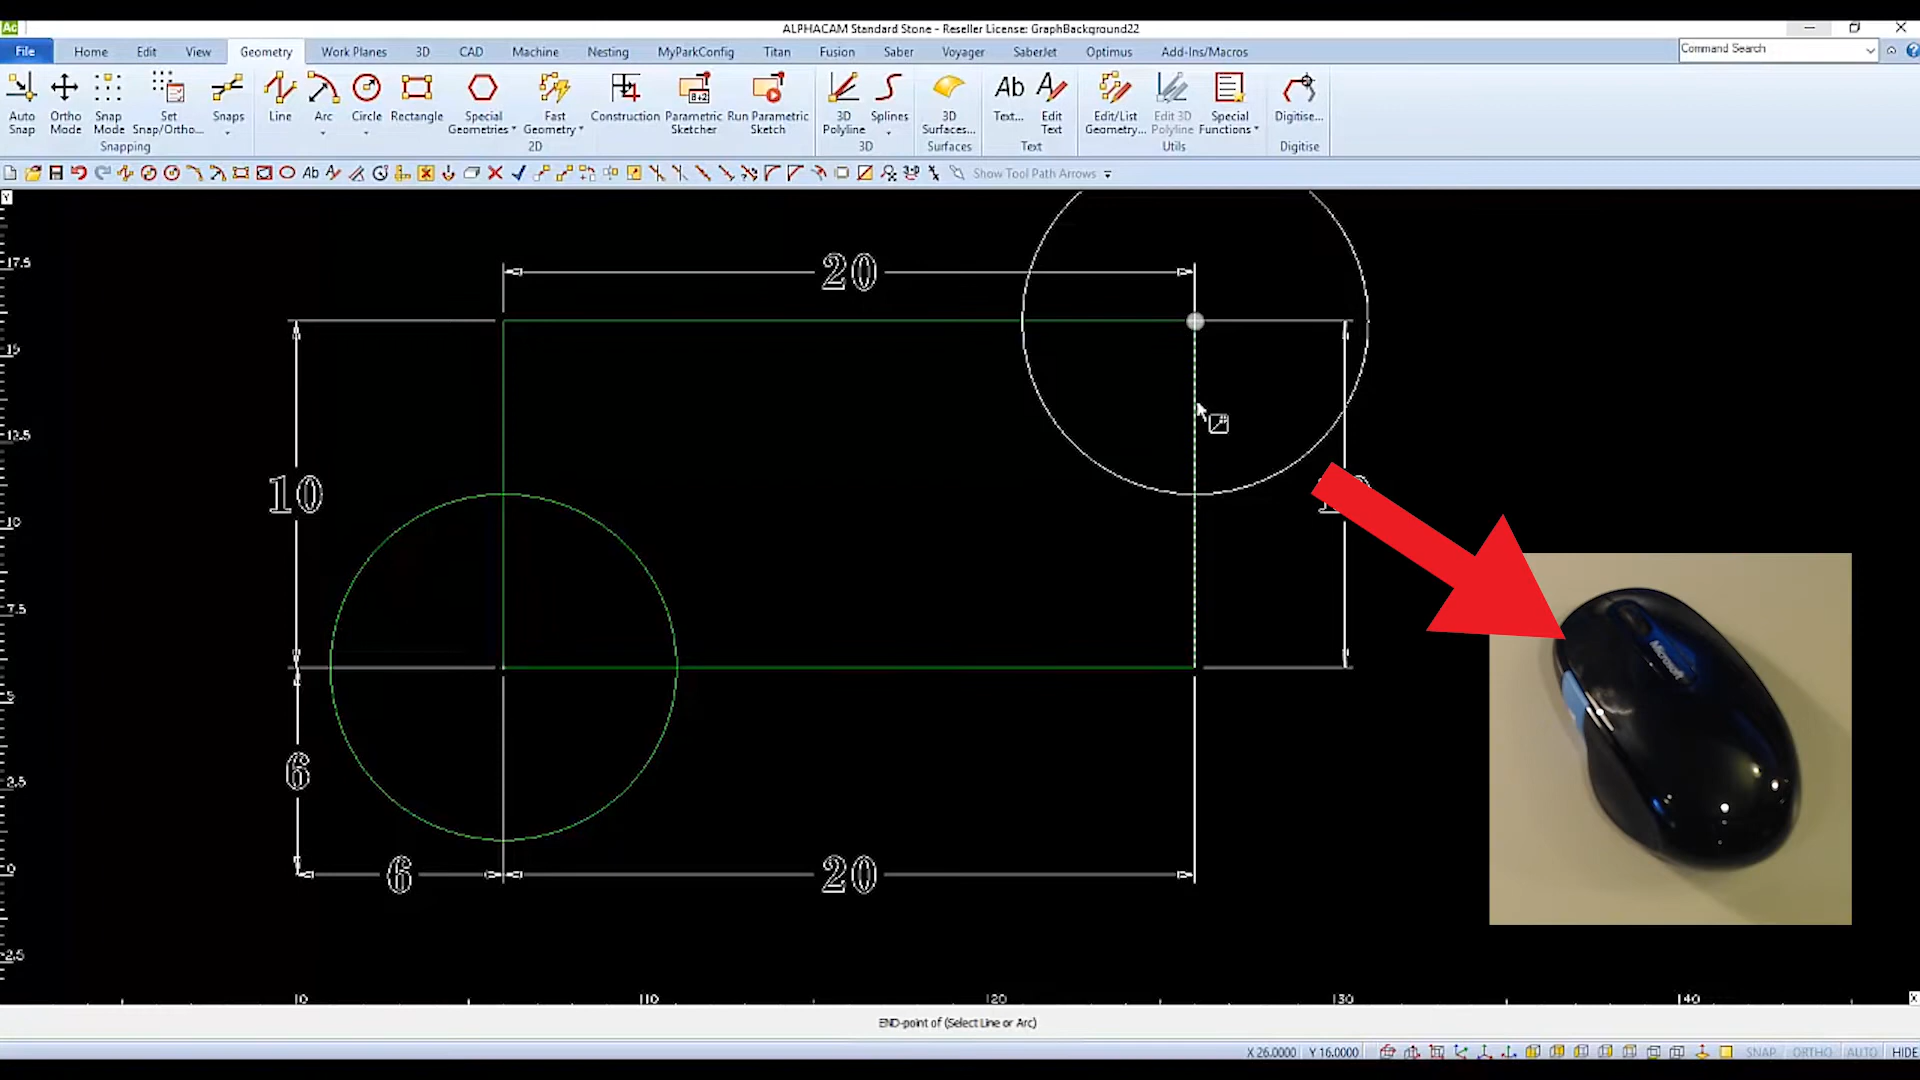 Ac
ALPHACAM Standard Stone - Reseller License: GraphBackground22
File Home Edit View Geometry Work Planes 3D CAD Machine Nesting MyParkConfig Titan Fusion Saber Voyager SaberJet Optimus Add-Ins/Macros
Command Search
Auto Snap
Ortho Mode
Snap Mode
Set Snap/Ortho...
Snaps
Snapping
Line
Arc
Circle
Rectangle
Special Geometries
Fast Geometry
Construction
Parametric Sketcher
Run Parametric Sketch
2D
3D Polyline
Splines
3D
3D Surfaces...
Surfaces
Text...
Edit Text
Text
Edit/List Geometry...
Edit 3D Polyline
Special Functions
Utils
Digitise...
Digitise
Show Tool Path Arrows
Y
17.5
15
12.5
10
7.5
5
2.5
0
2.5
20
10
6
6
20
Microsoft
10
110
120
130
140
X
END-point of (Select Line or Arc)
X 26.0000 Y 16.0000 SNAP ORTHO AUTO HIDE